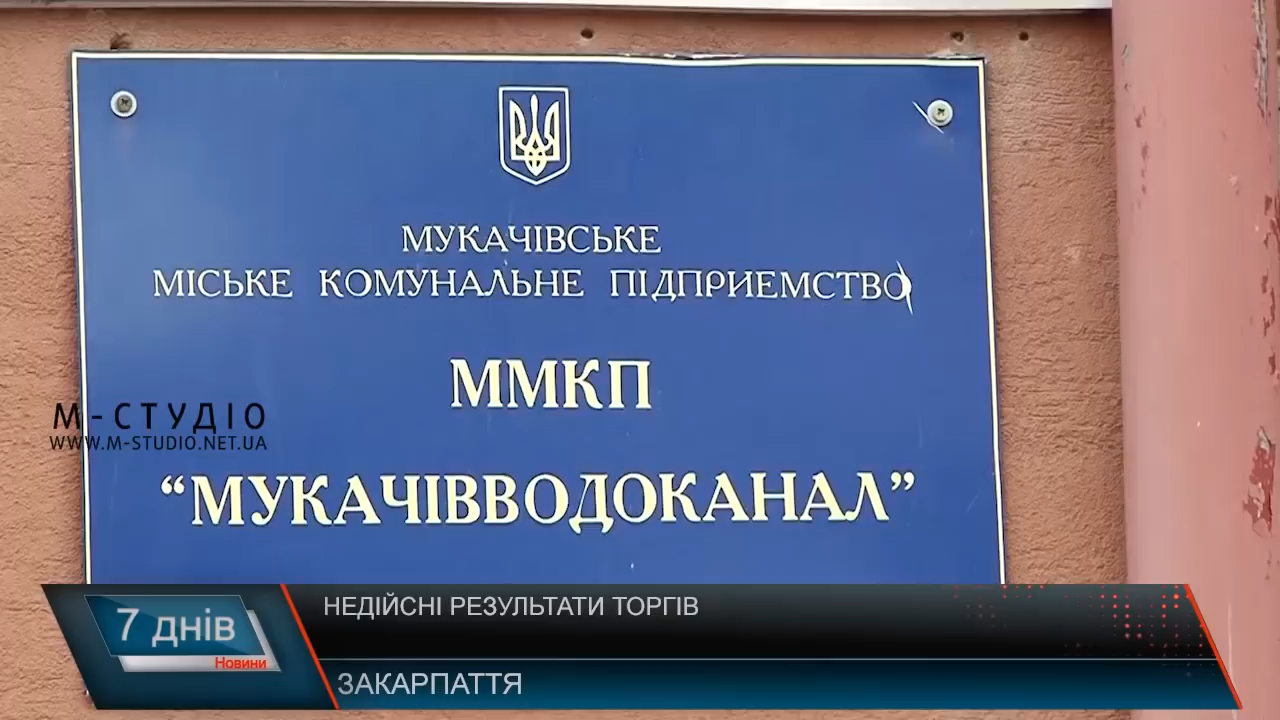 МУКАЧІВСЬКЕ
МІСЬКЕ КОМУНАЛЬНЕ ПІДПРИЕМСТВО
ММКП
“МУКАЧІВВОДОКАНАЛ”
М-СТУДІО
WWW.M-STUDIO.NET.UA
7 днів
Новини
НЕДІЙСНІ РЕЗУЛЬТАТИ ТОРГІВ
ЗАКАРПАТТЯ